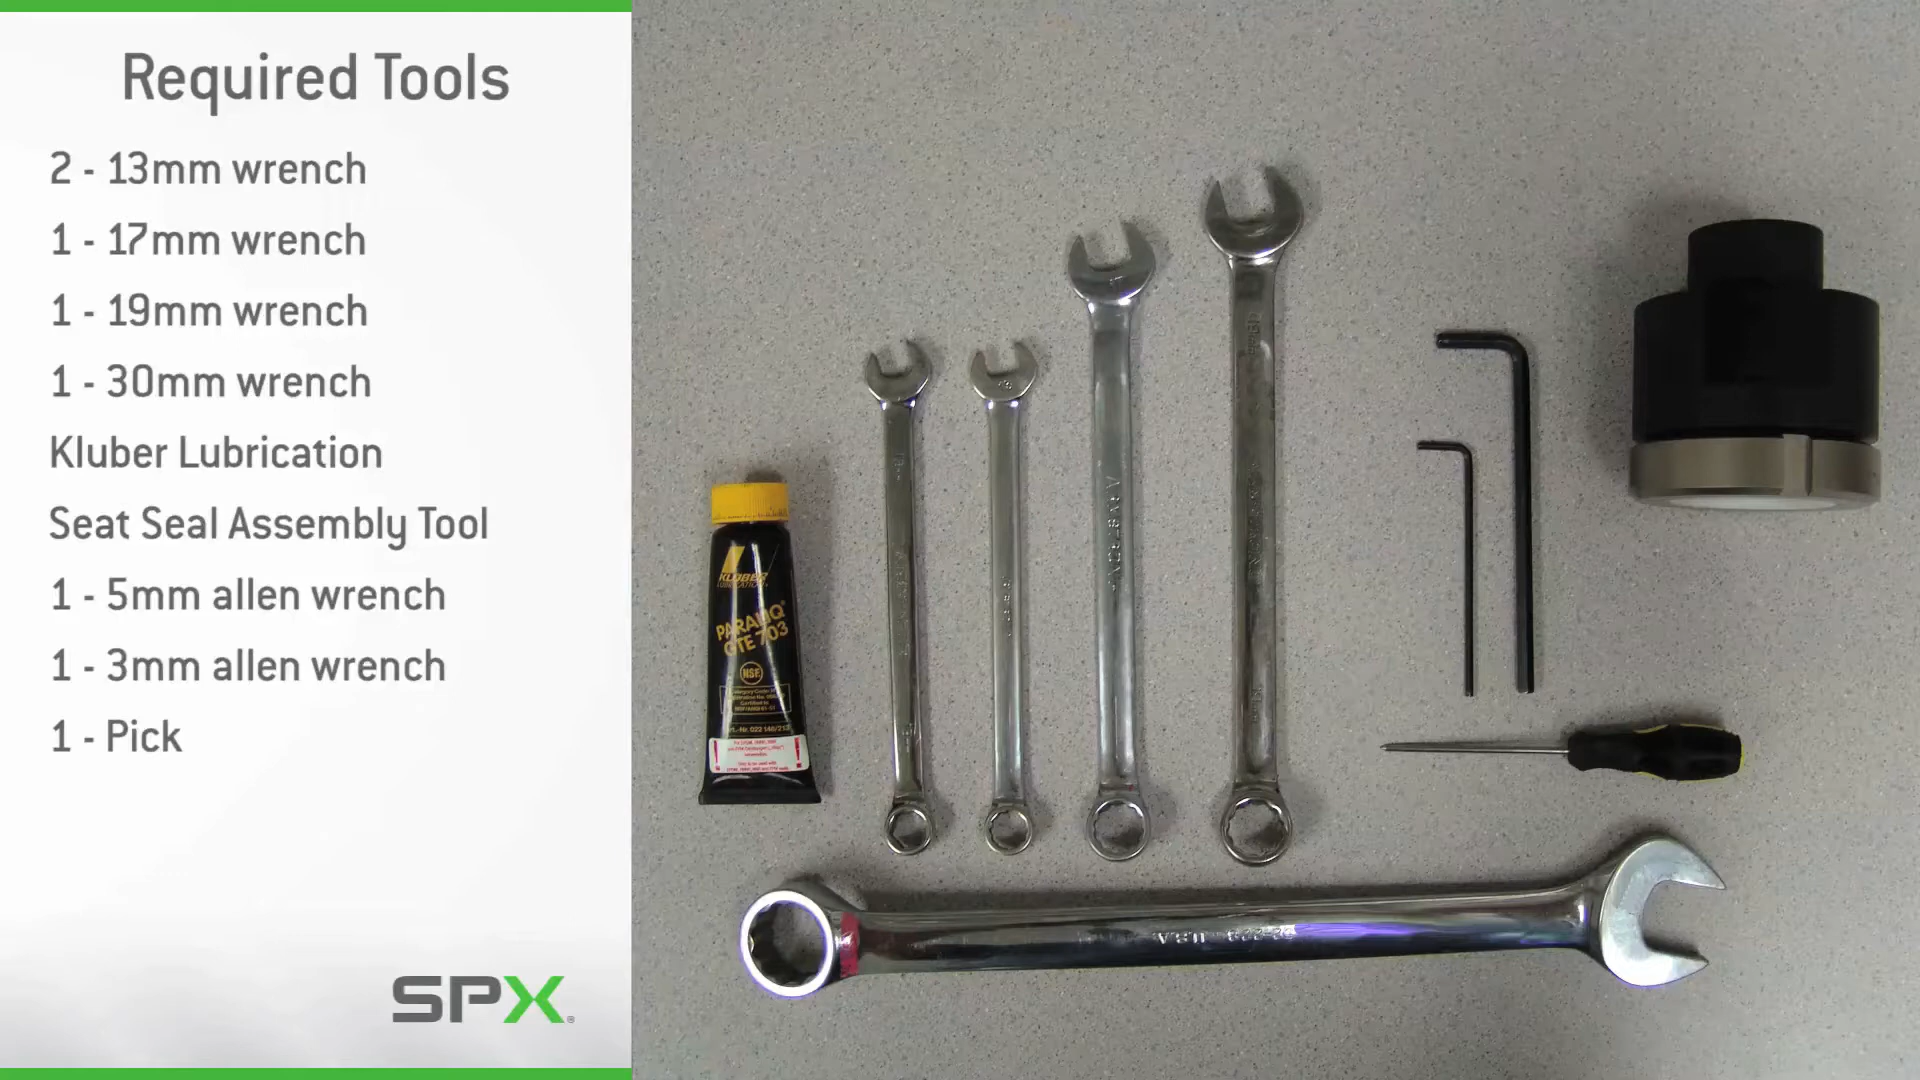 Required Tools
2 - 13mm wrench
1 - 17mm wrench
1 - 19mm wrench
1 - 30mm wrench
Kluber Lubrication
Seat Seal Assembly Tool
1 - 5mm allen wrench
1 - 3mm allen wrench
1 - Pick
SPX
KLÜBER
LUBRICATION
PARALIQ
GTE 703
NSF
U.S.A.